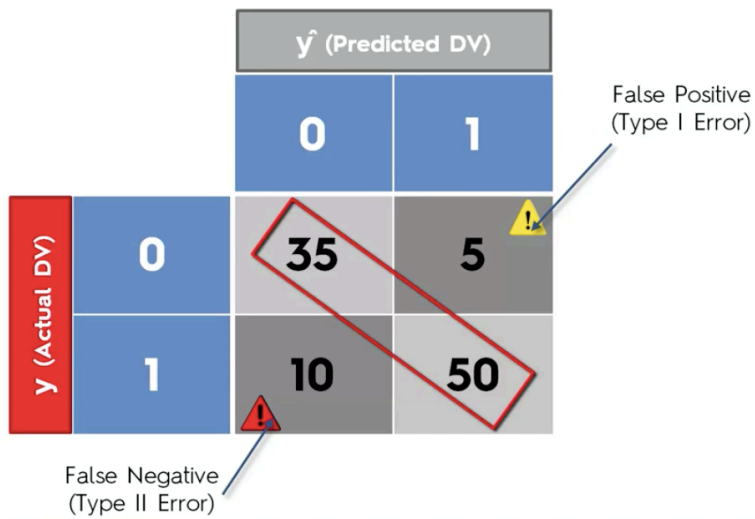 ŷ (Predicted DV)
0 1
False Positive
(Type I Error)
y (Actual DV)
0 35 5
!
1 10 50
!
False Negative
(Type II Error)